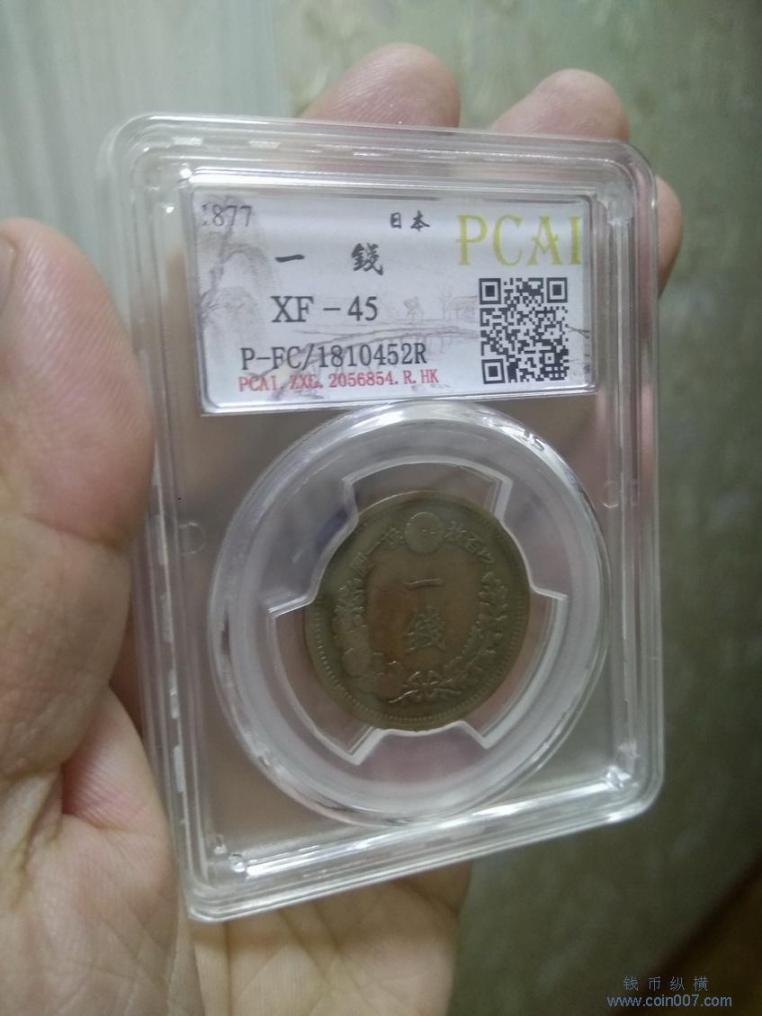 1877 日本 PCAI
一 錢
XF-45
P-FC/1810452R
PCAI.ZXG.2056854.R.HK
一
錢
钱币纵横
www.coin007.com